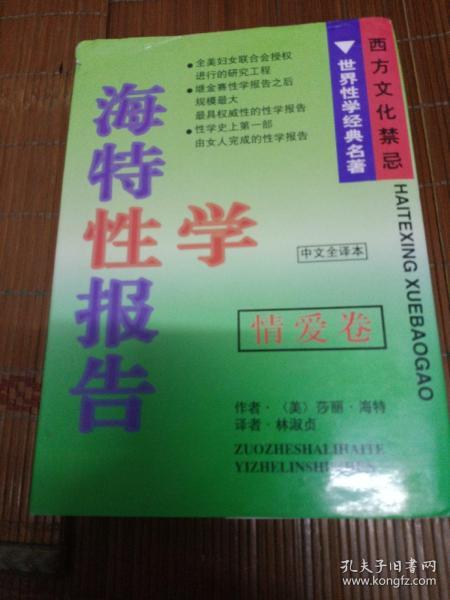 ●全美妇女联合会授权
进行的研究工程
●继金赛性学报告之后
规模最大
最具权威性的性学报告
●性学史上第一部
由女人完成的性学报告
西方文化禁忌
▼世界性学经典名著
HAITEXING XUEBAOGAO
海特性学报告
中文全译本
情爱卷
作者·〈美〉莎丽·海特
译者·林淑贞
ZUOZHESHALIHAITE
孔夫子旧书网
www.kongfz.com